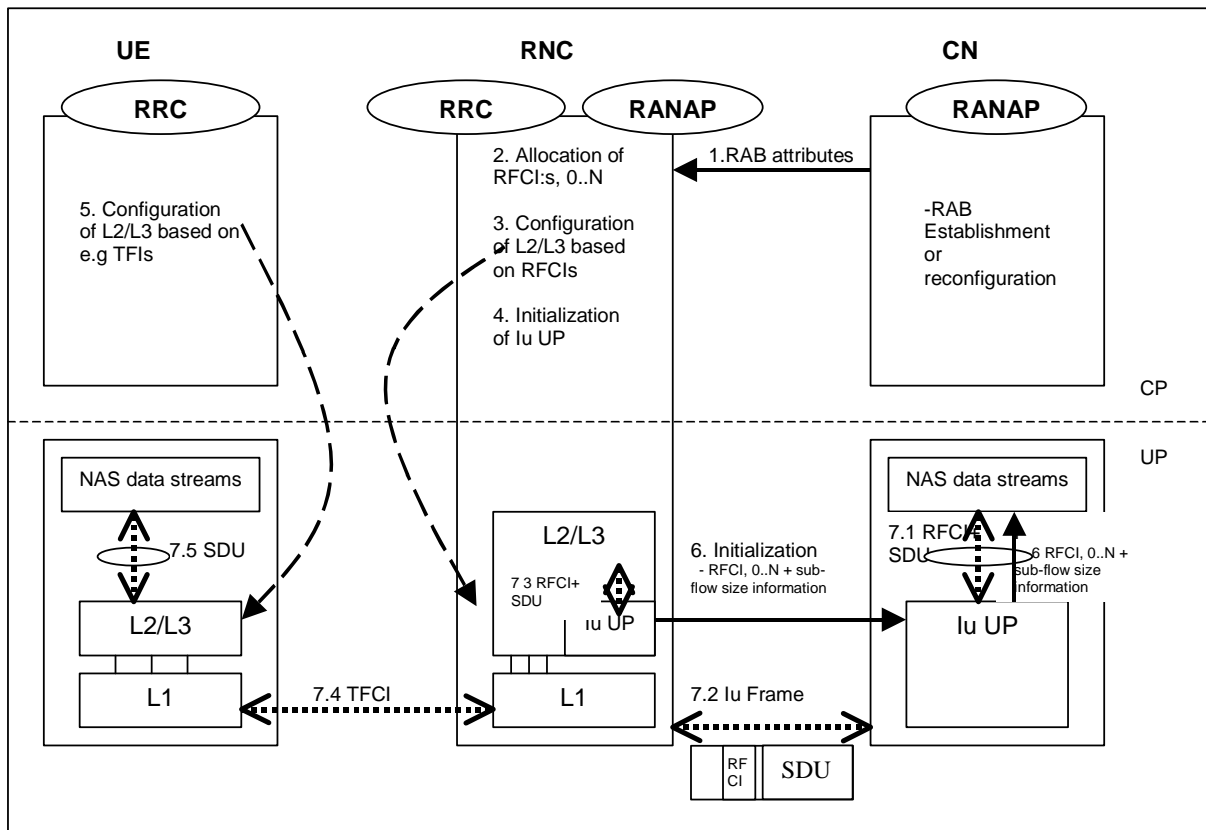 UE
RNC
CN
RRC
RRC
RANAP
RANAP
2. Allocation of
RFCI:s, 0..N
1.RAB attributes
5. Configuration
of L2/L3 based on
e.g TFIs
3. Configuration
of L2/L3 based
on RFCIs
-RAB
Establishment
or
reconfiguration
4. Initialization
of Iu UP
CP
UP
NAS data streams
NAS data streams
7.5 SDU
L2/L3
7 3 RFCI+
SDU
Iu UP
6. Initialization
- RFCI, 0..N + sub-
flow size information
7.1 RFCI+
SDU
6 RFCI, 0..N +
sub-flow size
information
L2/L3
Iu UP
L1
7.4 TFCI
L1
7.2 Iu Frame
RF
CI
SDU